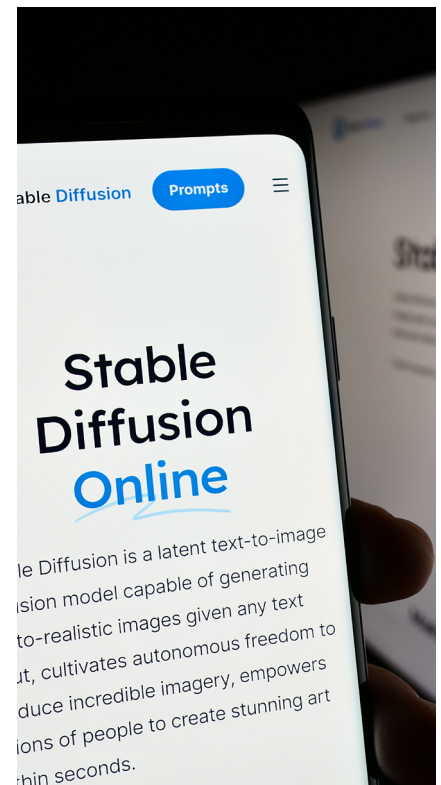 able Diffusion
Prompts
Stable
Diffusion
Online
le Diffusion is a latent text-to-image
usion model capable of generating
to-realistic images given any text
ut, cultivates autonomous freedom to
duce incredible imagery, empowers
ions of people to create stunning art
thin seconds.